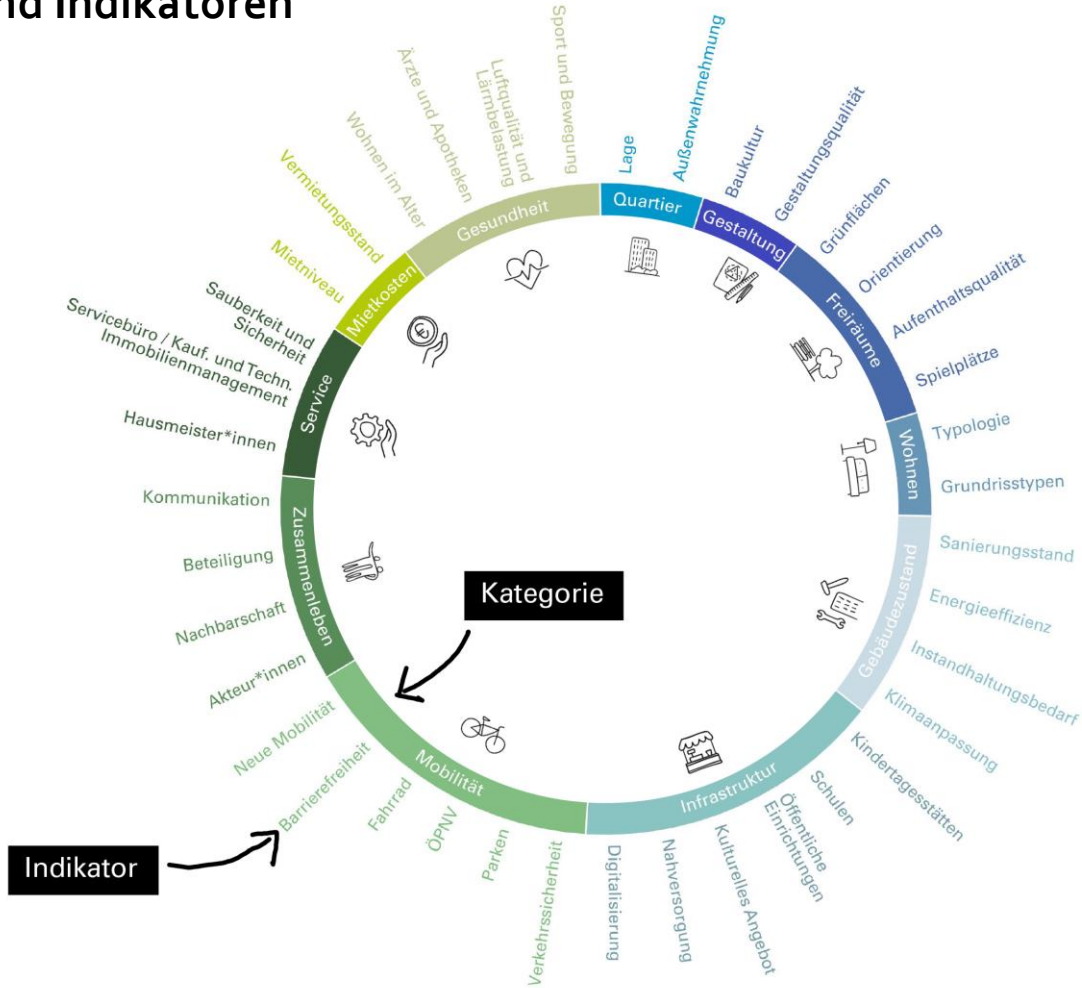 nd Indikatoren
Quartier
Lage
Außenwahrnehmung
Gestaltung
Baukultur
Gestaltungsqualität
Freiräume
Grünflächen
Orientierung
Aufenthaltsqualität
Spielplätze
Wohnen
Typologie
Grundrisstypen
Gebäudezustand
Sanierungsstand
Energieeffizienz
Instandhaltungsbedarf
Klimaanpassung
Infrastruktur
Kindertagesstätten
Schulen
Öffentliche
Einrichtungen
Kulturelles Angebot
Nahversorgung
Digitalisierung
Mobilität
Verkehrssicherheit
Parken
ÖPNV
Fahrrad
Barrierefreiheit
Neue Mobilität
Zusammenleben
Akteur*innen
Nachbarschaft
Beteiligung
Kommunikation
Service
Hausmeister*innen
Servicebüro / Kauf. und Techn.
Immobilienmanagement
Sauberkeit und
Sicherheit
Mietkosten
Mietniveau
Vermietungsstand
Gesundheit
Wohnen im Alter
Ärzte und Apotheken
Luftqualität und
Lärmbelastung
Sport und Bewegung
Kategorie
Indikator